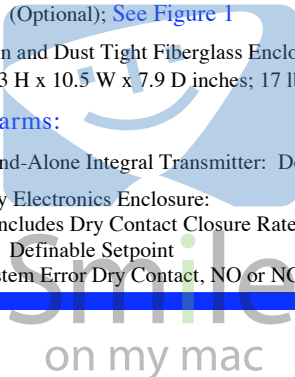 (Optional); See Figure 1
n and Dust Tight Fiberglass Enclo
3 H x 10.5 W x 7.9 D inches; 17 l
arms:
nd-Alone Integral Transmitter: D
y Electronics Enclosure:
ncludes Dry Contact Closure Rate
Definable Setpoint
stem Error Dry Contact, NO or NC
Smile
on my mac